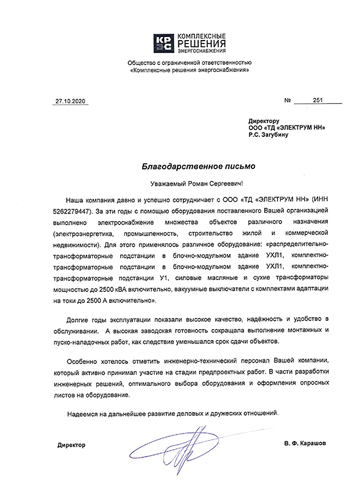 КРЭС
КОМПЛЕКСНЫЕ
РЕШЕНИЯ
ЭНЕРГОСНАБЖЕНИЯ
Общество с ограниченной ответственностью
«Комплексные решения энергоснабжения»
27.10.2020 № 251
Директору
ООО «ТД «ЭЛЕКТРУМ НН»
Р.С. Загубину
Благодарственное письмо
Уважаемый Роман Сергеевич!
Наша компания давно и успешно сотрудничает с ООО «ТД «ЭЛЕКТРУМ НН» (ИНН
5262279447). За эти годы с помощью оборудования поставленного Вашей организацией
выполнено электроснабжение множества объектов различного назначения
(электроэнергетика, промышленность, строительство жилой и коммерческой
недвижимости). Для этого применялось различное оборудование: «распределительно-
трансформаторные подстанции в блочно-модульном здание УХЛ1, комплектно-
трансформаторные подстанции в блочно-модульном здание УХЛ1, комплектно-
трансформаторные подстанции У1, силовые масляные и сухие трансформаторы
мощностью до 2500 кВА включительно, вакуумные выключатели с комплектами адаптации
на токи до 2500 А включительно».
Долгие годы эксплуатации показали высокое качество, надёжность и удобство в
обслуживании. А высокая заводская готовность сокращала выполнение монтажных и
пуско-наладочных работ, как следствие уменьшался срок сдачи объектов.
Особенно хотелось отметить инженерно-технический персонал Вашей компании,
который активно принимал участие на стадии предпроектных работ. В части разработки
инженерных решений, оптимального выбора оборудования и оформления опросных
листов на оборудование.
Надеемся на дальнейшее развитие деловых и дружеских отношений.
Директор В. Ф. Карашов